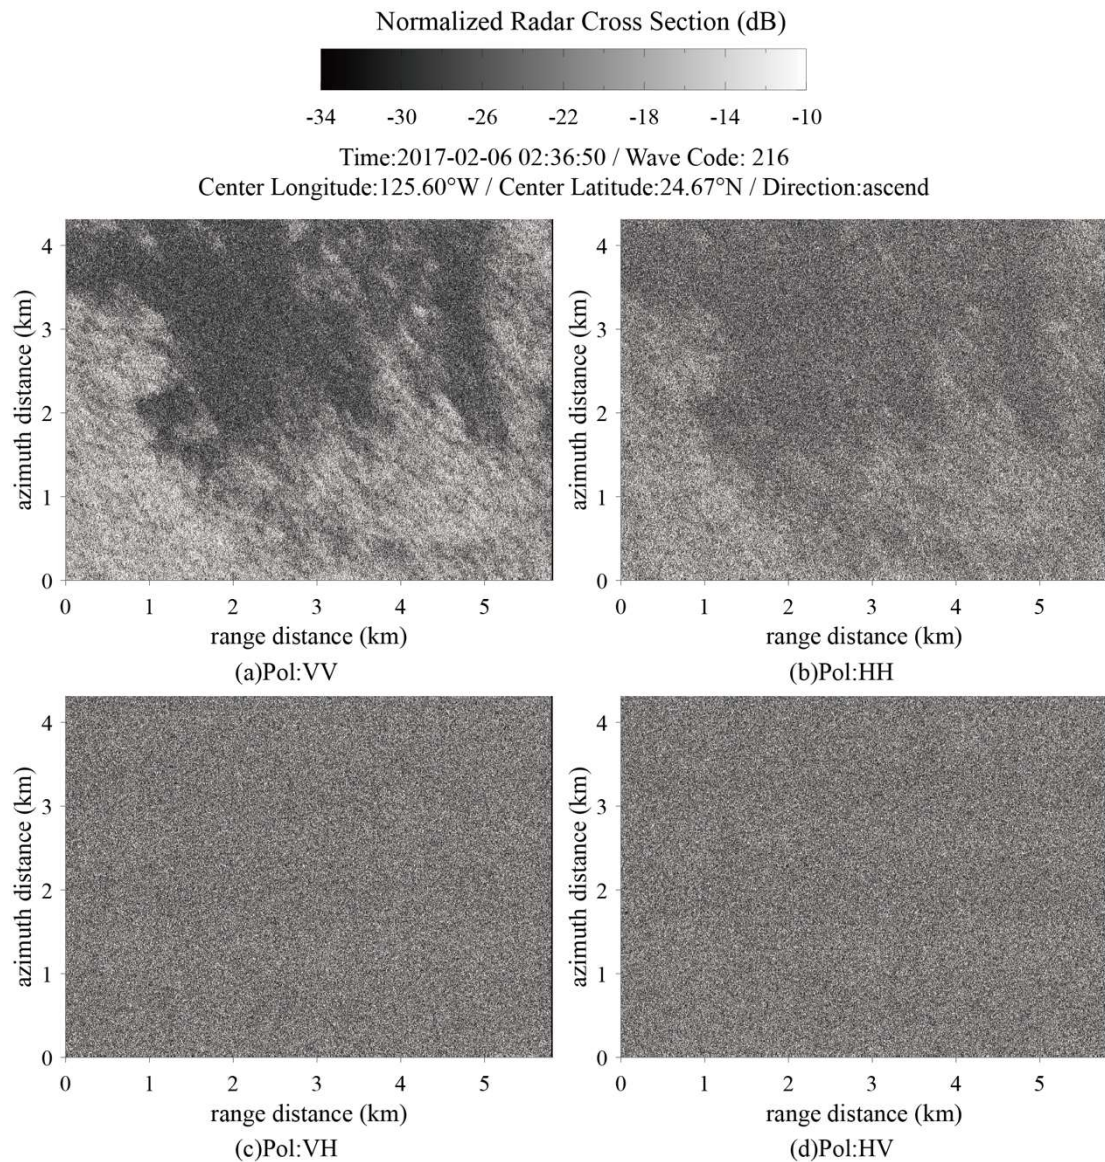 Normalized Radar Cross Section (dB)
-34 -30 -26 -22 -18 -14 -10
Time:2017-02-06 02:36:50 / Wave Code: 216
Center Longitude:125.60°W / Center Latitude:24.67°N / Direction:ascend
azimuth distance (km)
4
3
2
1
0
0 1 2 3 4 5
range distance (km)
(a)Pol:VV
azimuth distance (km)
4
3
2
1
0
0 1 2 3 4 5
range distance (km)
(b)Pol:HH
azimuth distance (km)
4
3
2
1
0
0 1 2 3 4 5
range distance (km)
(c)Pol:VH
azimuth distance (km)
4
3
2
1
0
0 1 2 3 4 5
range distance (km)
(d)Pol:HV